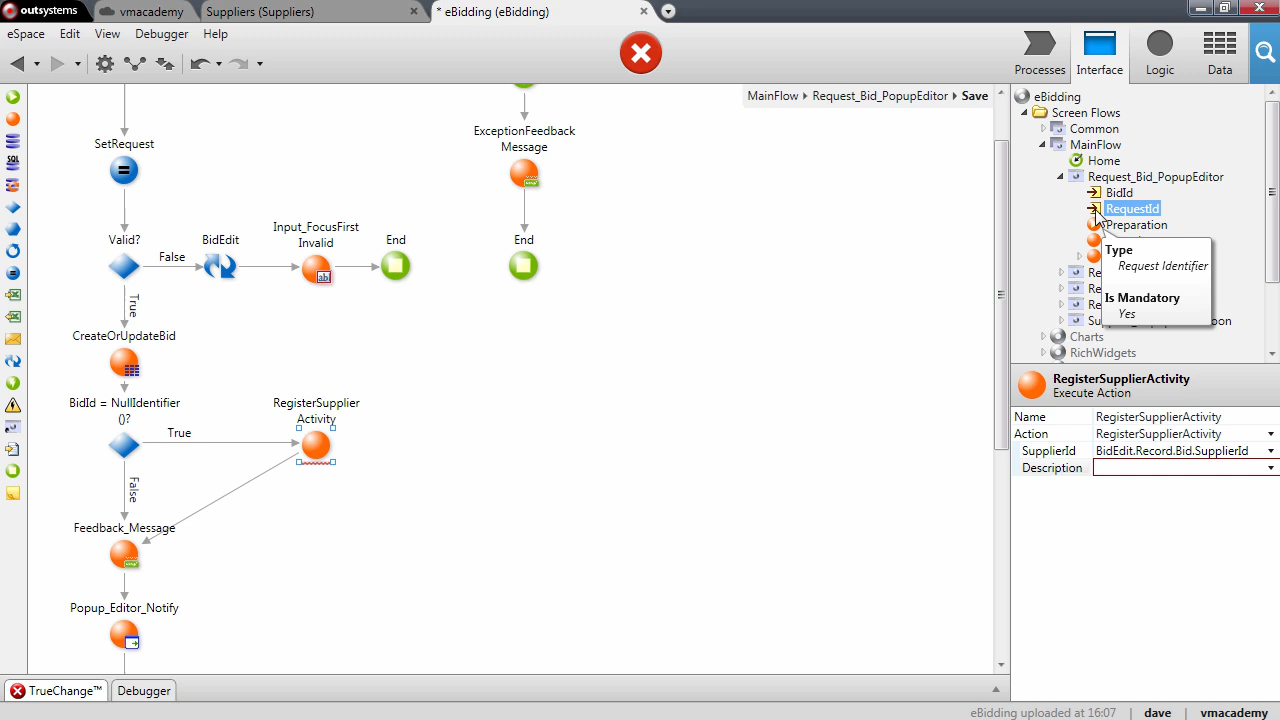 outsystems
vmacademy
Suppliers (Suppliers)
* eBidding (eBidding)
eSpace
Edit
View
Debugger
Help
Processes
Interface
Logic
Data
MainFlow
Request_Bid_PopupEditor
Save
SQL
SetRequest
Valid?
False
BidEdit
Input_FocusFirst
Invalid
End
True
CreateOrUpdateBid
BidId = NullIdentifier
()?
True
RegisterSupplier
Activity
False
Feedback_Message
Popup_Editor_Notify
ExceptionFeedback
Message
End
eBidding
Screen Flows
Common
MainFlow
Home
Request_Bid_PopupEditor
BidId
RequestId
Preparation
Type
Request Identifier
Is Mandatory
Yes
Charts
RichWidgets
RegisterSupplierActivity
Execute Action
Name RegisterSupplierActivity
Action RegisterSupplierActivity
SupplierId BidEdit.Record.Bid.SupplierId
Description
TrueChange™
Debugger
eBidding uploaded at 16:07
dave
vmacademy